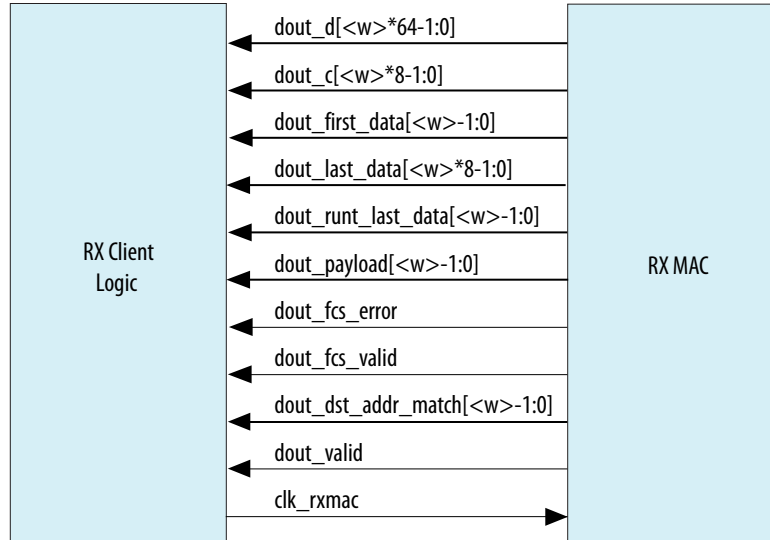 dout_d[<w>*64-1:0]
dout_c[<w>*8-1:0]
dout_first_data[<w>-1:0]
dout_last_data[<w>*8-1:0]
dout_runt_last_data[<w>-1:0]
RX Client
Logic
dout_payload[<w>-1:0]
RX MAC
dout_fcs_error
dout_fcs_valid
dout_dst_addr_match[<w>-1:0]
dout_valid
clk_rxmac